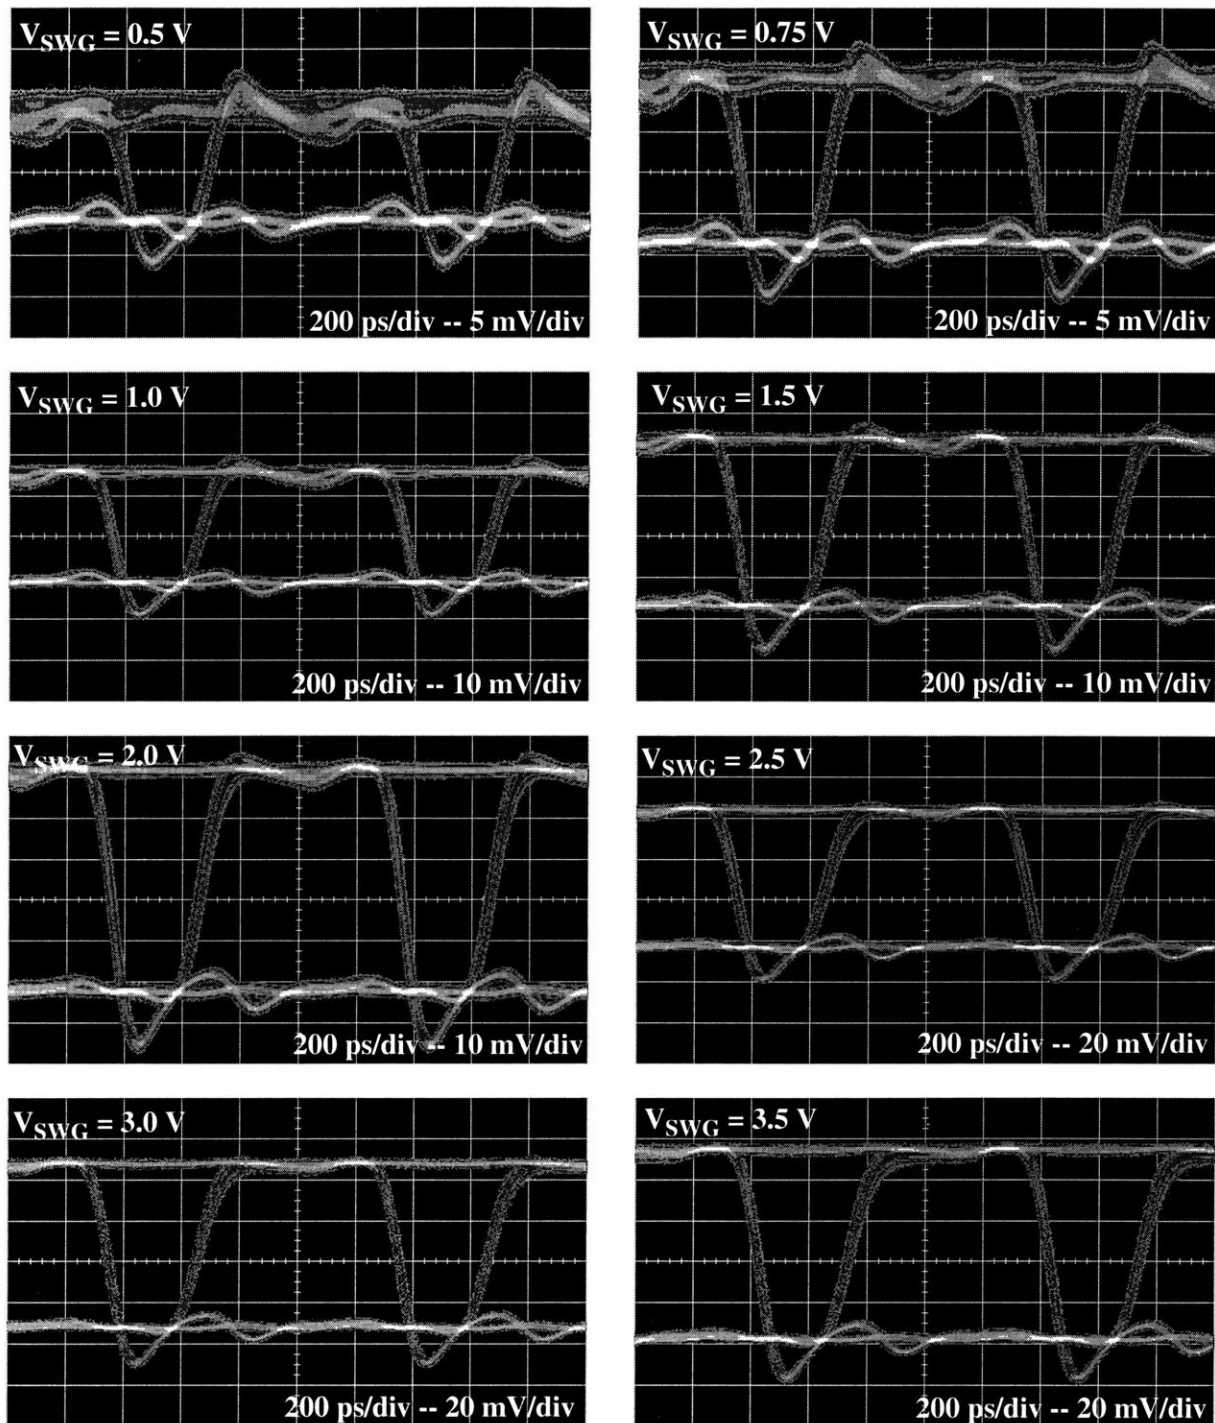 V_SWG = 0.5 V
200 ps/div -- 5 mV/div
V_SWG = 0.75 V
200 ps/div -- 5 mV/div
V_SWG = 1.0 V
200 ps/div -- 10 mV/div
V_SWG = 1.5 V
200 ps/div -- 10 mV/div
V_SWG = 2.0 V
200 ps/div -- 10 mV/div
V_SWG = 2.5 V
200 ps/div -- 20 mV/div
V_SWG = 3.0 V
200 ps/div -- 20 mV/div
V_SWG = 3.5 V
200 ps/div -- 20 mV/div